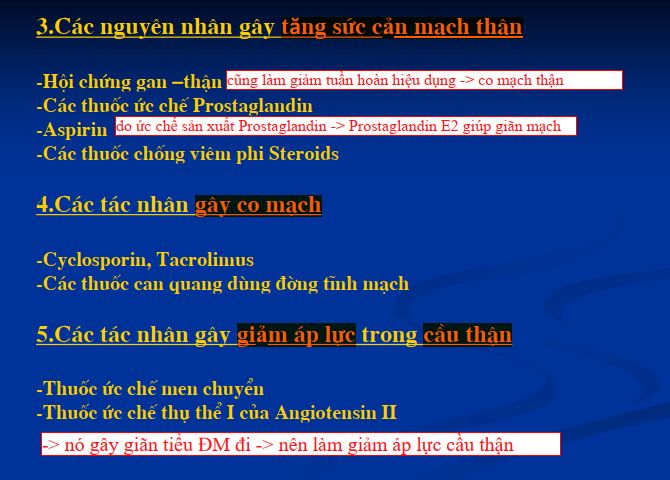 3.Các nguyên nhân gây tăng sức cản mạch thận
-Hội chứng gan –thận cũng làm giảm tuần hoàn hiệu dụng -> co mạch thận
-Các thuốc ức chế Prostaglandin
-Aspirin do ức chế sản xuất Prostaglandin -> Prostaglandin E2 giúp giãn mạch
-Các thuốc chống viêm phi Steroids
4.Các tác nhân gây co mạch
-Cyclosporin, Tacrolimus
-Các thuốc can quang dùng đờng tĩnh mạch
5.Các tác nhân gây giảm áp lực trong cầu thận
-Thuốc ức chế men chuyển
-Thuốc ức chế thụ thể I của Angiotensin II
-> nó gây giãn tiểu ĐM đi -> nên làm giảm áp lực cầu thận